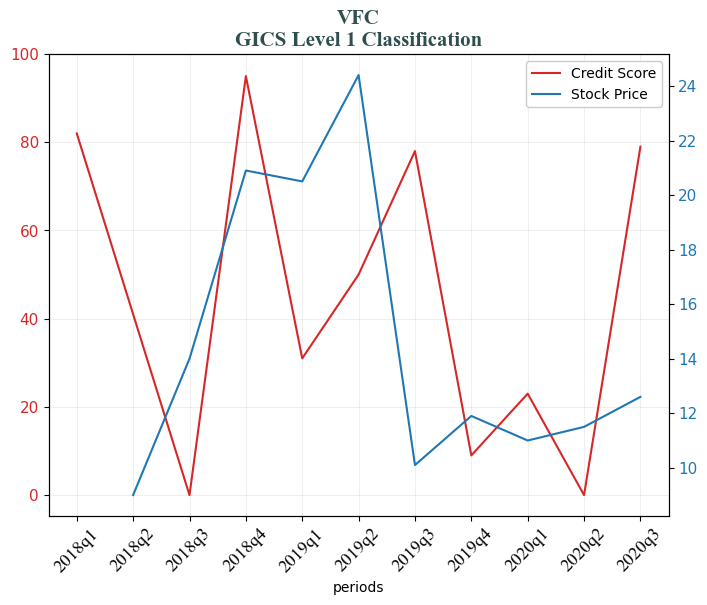 VFC
GICS Level 1 Classification
100
80
60
40
20
0
Credit Score
Stock Price
24
22
20
18
16
14
12
10
2018q1
2018q2
2018q3
2018q4
2019q1
2019q2
2019q3
2019q4
2020q1
2020q2
2020q3
periods